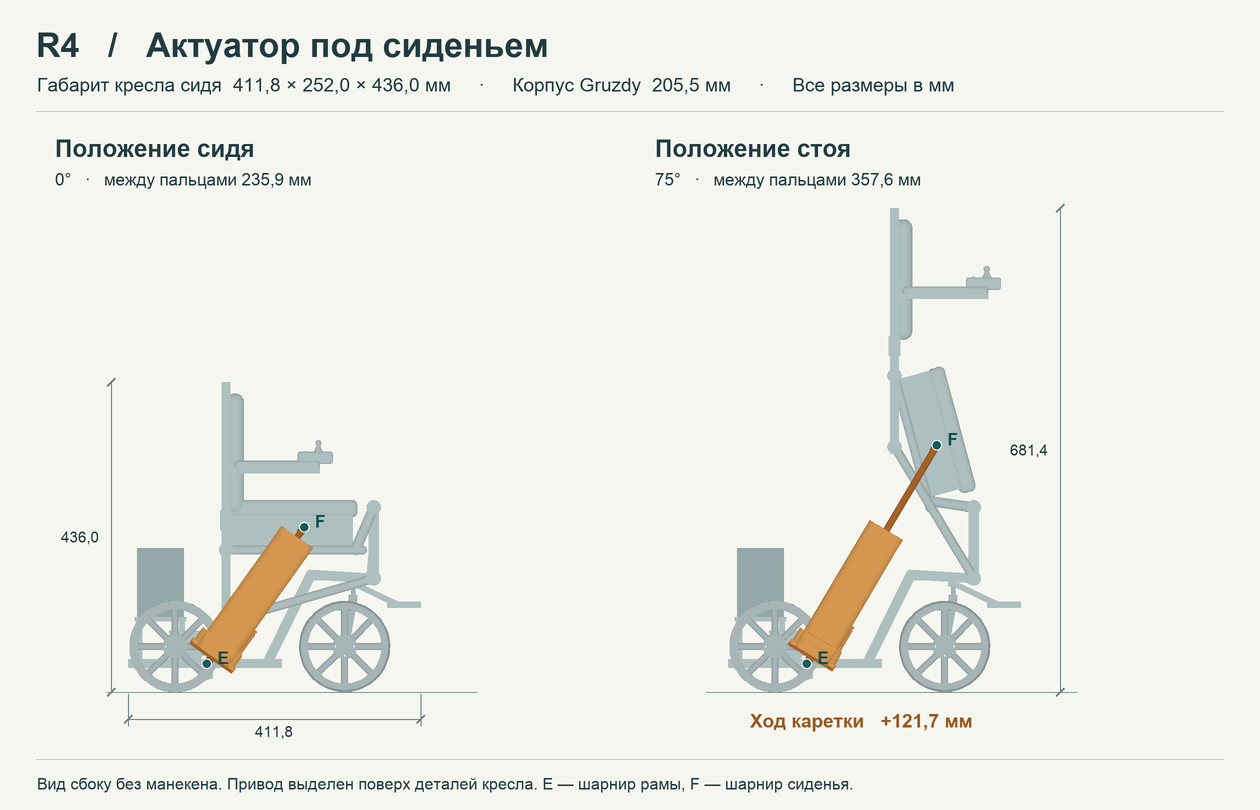 R4 / Актуатор под сиденьем
Габарит кресла сидя 411,8 × 252,0 × 436,0 мм · Корпус Gruzdy 205,5 мм · Все размеры в мм
Положение сидя
0° · между пальцами 235,9 мм
436,0
F
E
411,8
Положение стоя
75° · между пальцами 357,6 мм
F
681,4
E
Ход каретки +121,7 мм
Вид сбоку без манекена. Привод выделен поверх деталей кресла. E — шарнир рамы, F — шарнир сиденья.